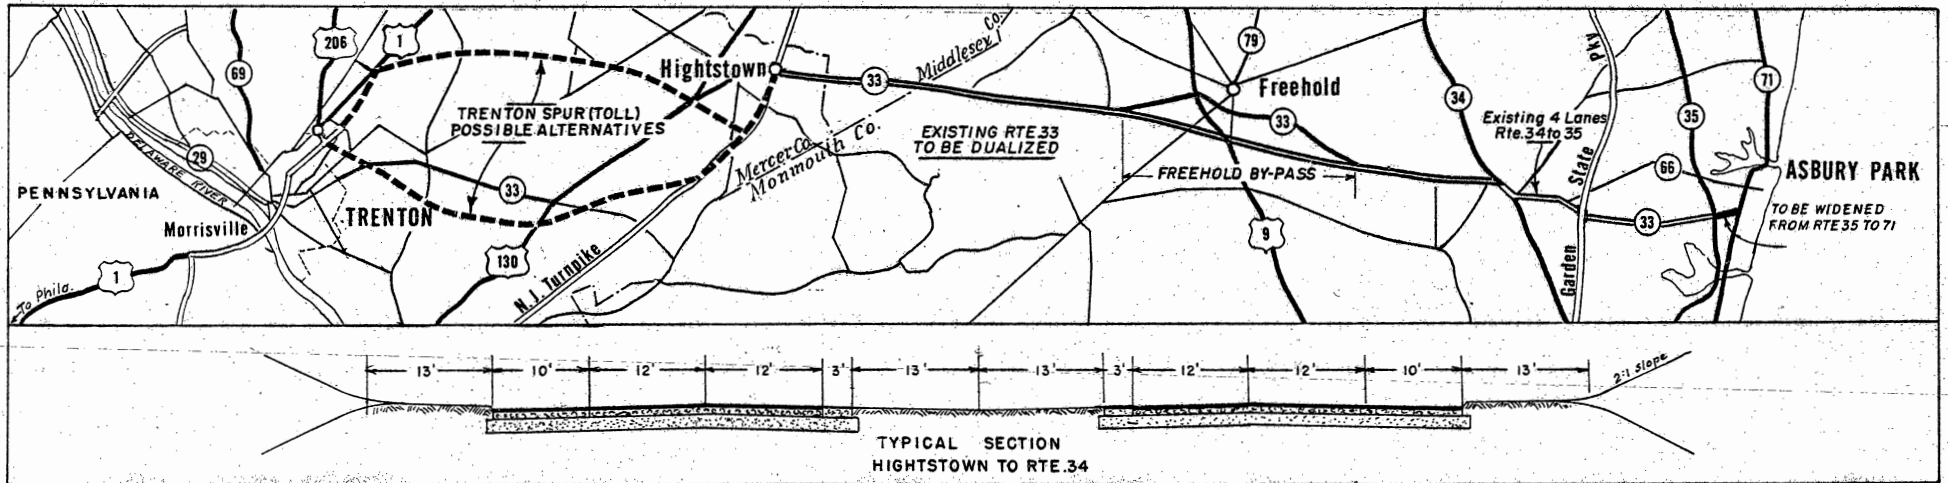 206
1
69
Hightstown
33
Middlesex Co.
79
Freehold
34
Pky
71
TRENTON SPUR (TOLL)
POSSIBLE ALTERNATIVES
EXISTING RTE 33
TO BE DUALIZED
33
Existing 4 Lanes
Rte. 34 to 35
35
DELAWARE RIVER
29
PENNSYLVANIA
Mercer Co.
Monmouth Co.
33
FREEHOLD BY-PASS
State
66
ASBURY PARK
TRENTON
Morrisville
9
33
TO BE WIDENED
FROM RTE 35 TO 71
130
N.J. Turnpike
Garden
1
To Phila.
13' 10' 12' 12' 3' 13' 13' 3' 12' 12' 10' 13'
2:1 Slope
TYPICAL SECTION
HIGHTSTOWN TO RTE.34